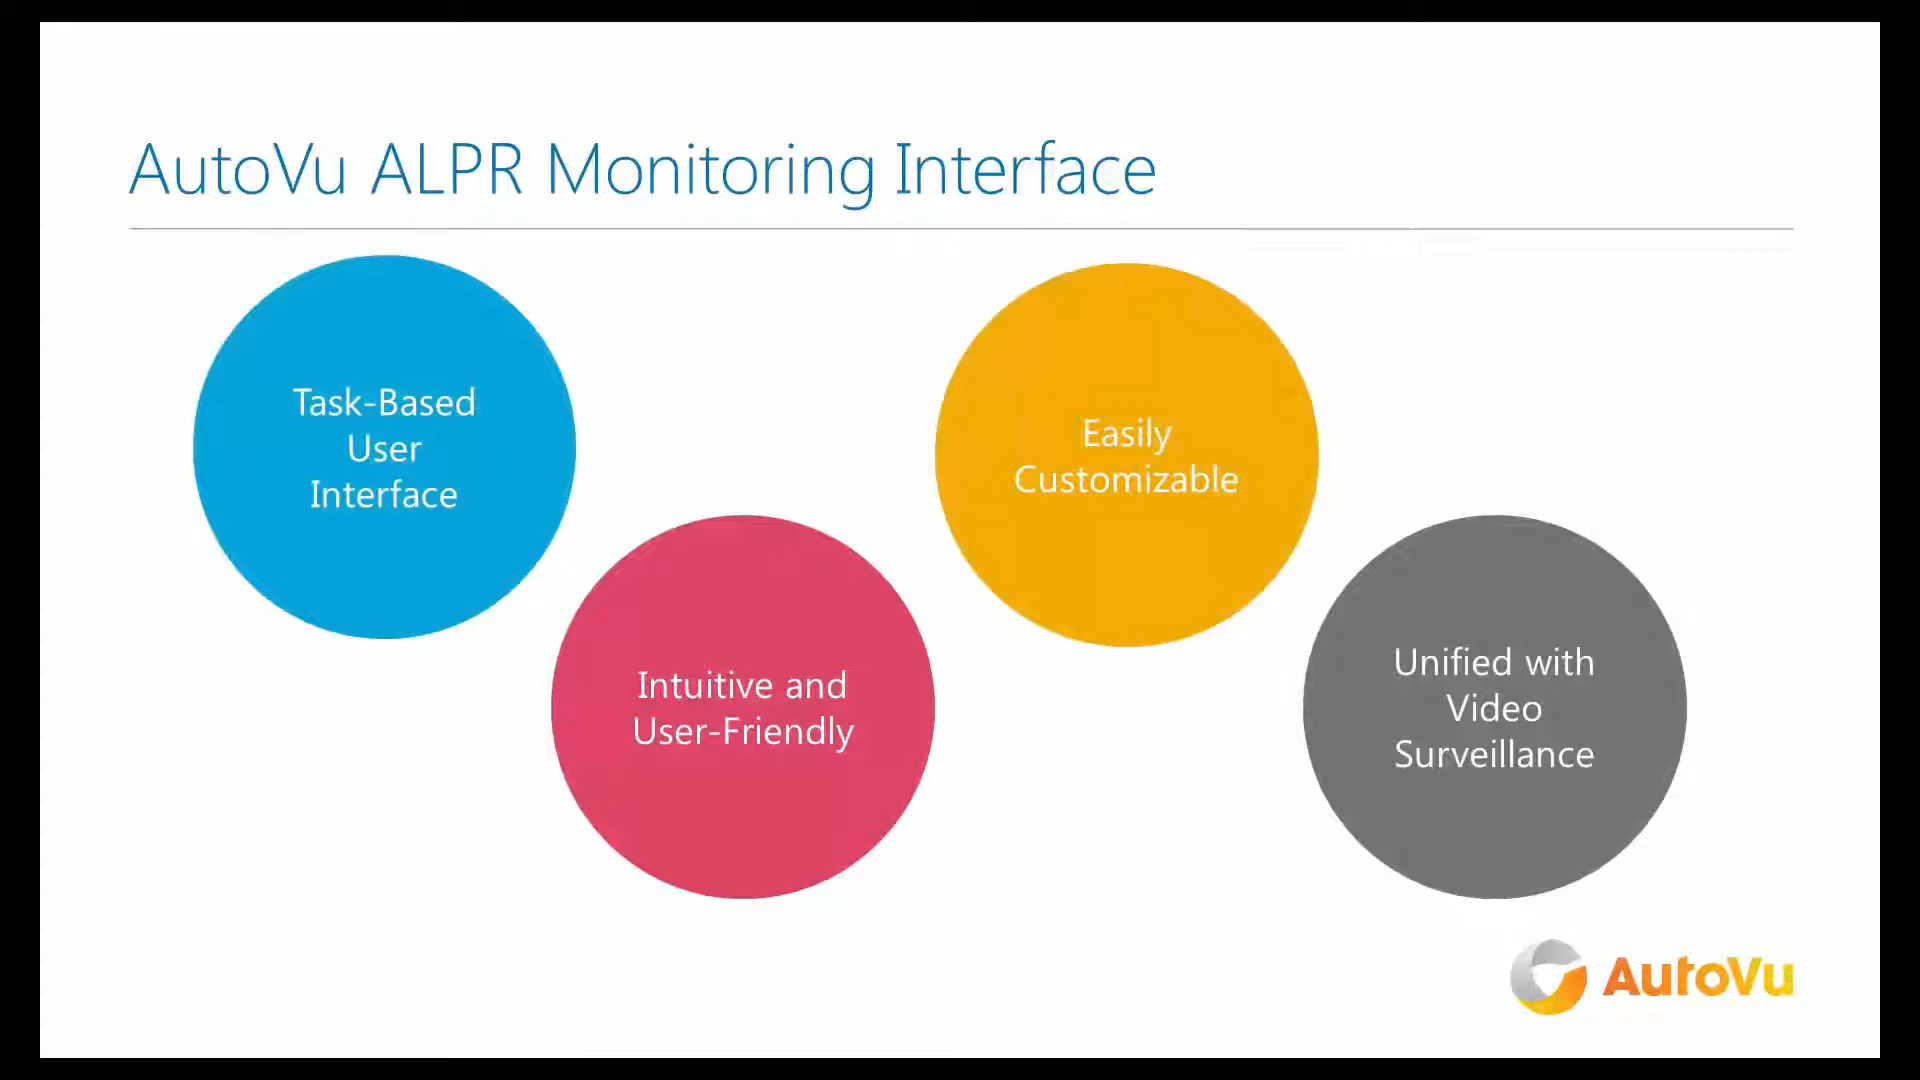 AutoVu ALPR Monitoring Interface
Task-Based
User
Interface
Intuitive and
User-Friendly
Easily
Customizable
Unified with
Video
Surveillance
AutoVu